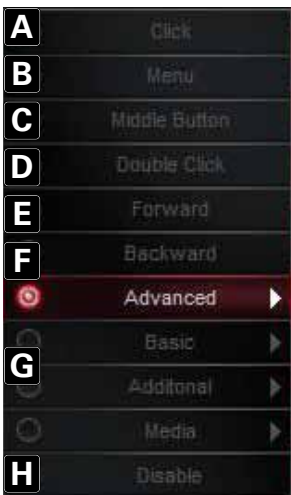 A Click
B Menu
C Middle Button
D Double Click
E Forward
F Backward
Advanced
Basic
G Additonal
Media
H Disable